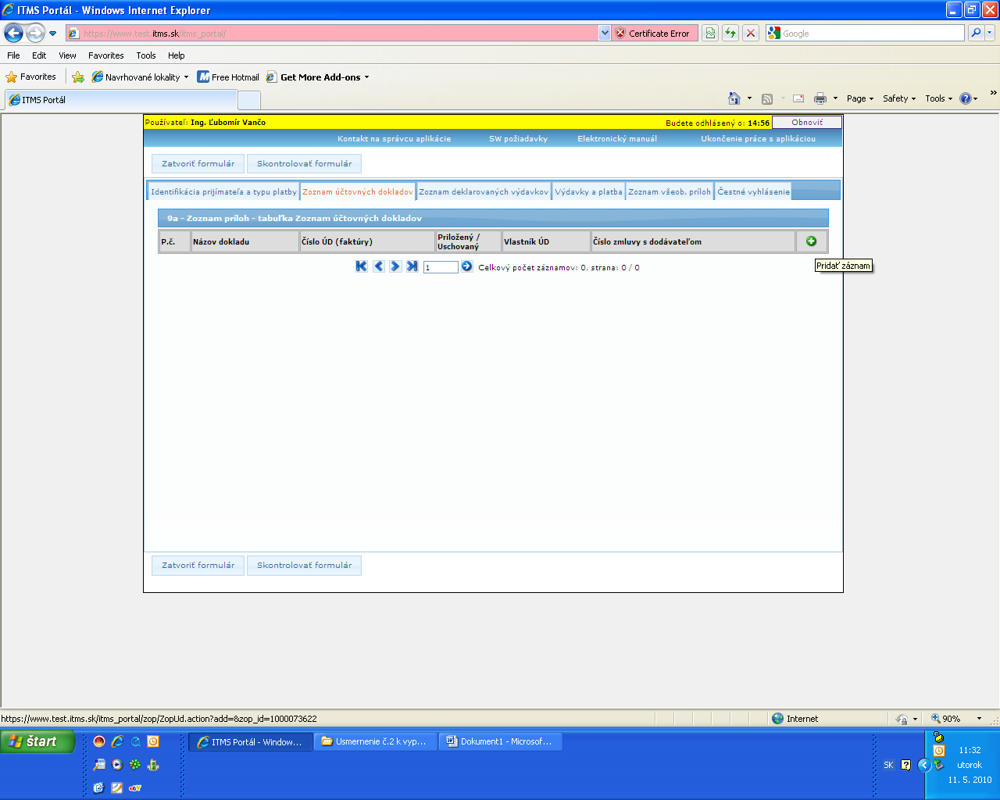 ITMS Portál - Windows Internet Explorer
https://www.test.itms.sk/itms_portal/
Certificate Error
Google
File Edit View Favorites Tools Help
Favorites Navrhované lokality Free Hotmail Get More Add-ons
ITMS Portál
Page Safety Tools
Používateľ: Ing. Ľubomír Vančo
Budete odhlásený o: 14:56 Obnoviť
Kontakt na správcu aplikácie SW požiadavky Elektronický manuál Ukončenie práce s aplikáciou
Zatvoriť formulár Skontrolovať formulár
Identifikácia prijímateľa a typu platby Zoznam účtovných dokladov Zoznam deklarovaných výdavkov Výdavky a platba Zoznam všeob. príloh Čestné vyhlásenie
9a - Zoznam príloh - tabuľka Zoznam účtovných dokladov
P.č. Názov dokladu Číslo ÚD (faktúry) Priložený / Uschovaný Vlastník ÚD Číslo zmluvy s dodávateľom
Pridať záznam
1 Celkový počet záznamov: 0, strana: 0 / 0
Zatvoriť formulár Skontrolovať formulár
https://www.test.itms.sk/itms_portal/zop/ZopUd.action?add=&zop_id=1000073622
Internet 90%
štart ITMS Portál - Window... Usmernenie č.2 k vyp... Dokument1 - Microsof...
SK
11:32
utorok
11. 5. 2010